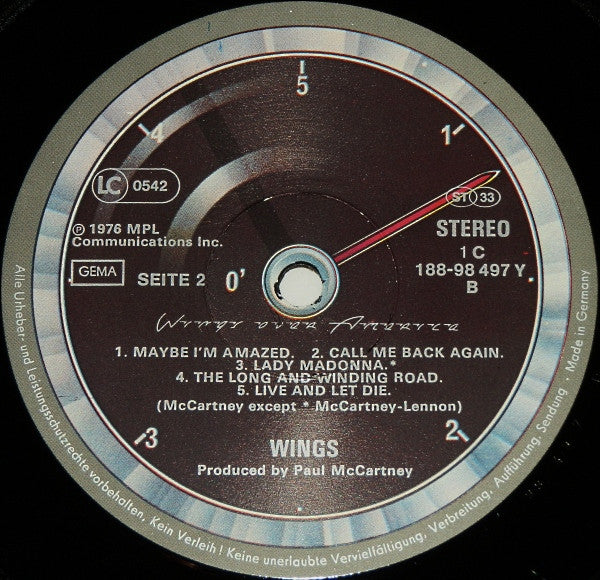 5
4
1
LC 0542
ST 33
℗ 1976 MPL
Communications Inc.
STEREO
1 C
188-98 497 Y
B
GEMA
SEITE 2
0'
Wings over America
1. MAYBE I'M AMAZED. 2. CALL ME BACK AGAIN.
3. LADY MADONNA.*
4. THE LONG AND WINDING ROAD.
5. LIVE AND LET DIE.
(McCartney except * McCartney-Lennon)
3
2
WINGS
Produced by Paul McCartney
Alle Urheber- und Leistungsschutzrechte vorbehalten. Kein Verleih! Keine unerlaubte Vervielfältigung, Verbreitung, Aufführung, Sendung • Made in Germany